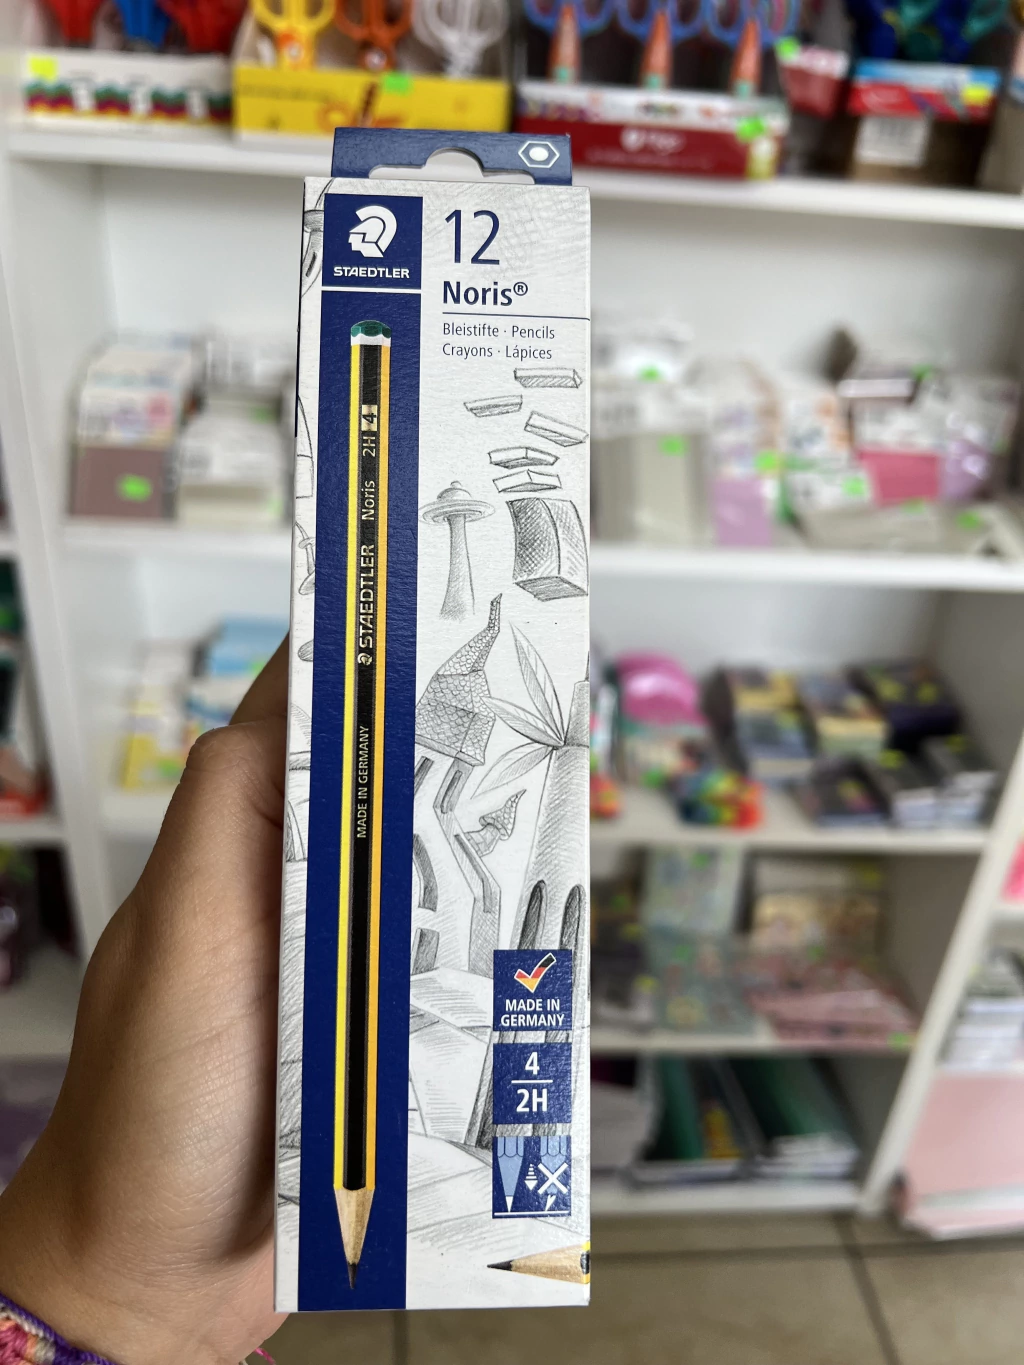 STAEDTLER
12
Noris®
Bleistifte · Pencils
Crayons · Lápices
MADE IN GERMANY STAEDTLER Noris 2H 4
MADE IN
GERMANY
4
2H